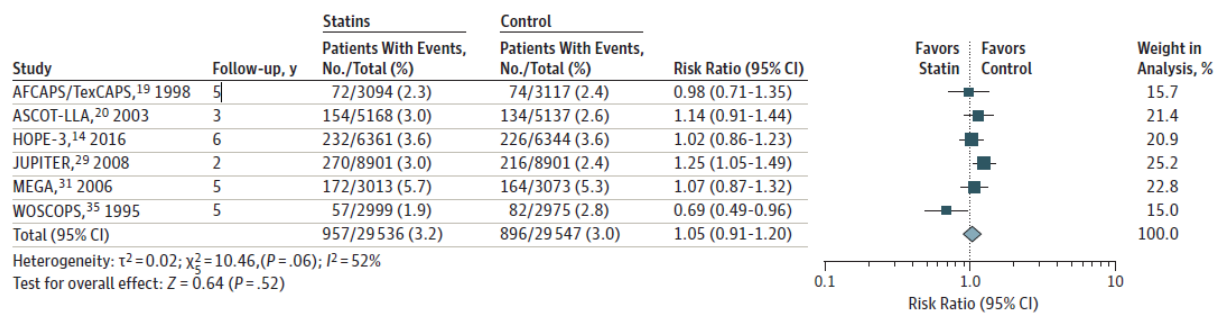 Statins Control
Patients With Events, Patients With Events, Favors Favors Weight in
Study Follow-up, y No./Total (%) No./Total (%) Risk Ratio (95% CI) Statin Control Analysis, %
AFCAPS/TexCAPS,19 1998 5 72/3094 (2.3) 74/3117 (2.4) 0.98 (0.71-1.35) 15.7
ASCOT-LLA,20 2003 3 154/5168 (3.0) 134/5137 (2.6) 1.14 (0.91-1.44) 21.4
HOPE-3,14 2016 6 232/6361 (3.6) 226/6344 (3.6) 1.02 (0.86-1.23) 20.9
JUPITER,29 2008 2 270/8901 (3.0) 216/8901 (2.4) 1.25 (1.05-1.49) 25.2
MEGA,31 2006 5 172/3013 (5.7) 164/3073 (5.3) 1.07 (0.87-1.32) 22.8
WOSCOPS,35 1995 5 57/2999 (1.9) 82/2975 (2.8) 0.69 (0.49-0.96) 15.0
Total (95% CI) 957/29536 (3.2) 896/29547 (3.0) 1.05 (0.91-1.20) 100.0
Heterogeneity: τ2=0.02; χ25=10.46,(P=.06); I2=52%
Test for overall effect: Z = 0.64 (P=.52)
0.1 1.0 10
Risk Ratio (95% CI)